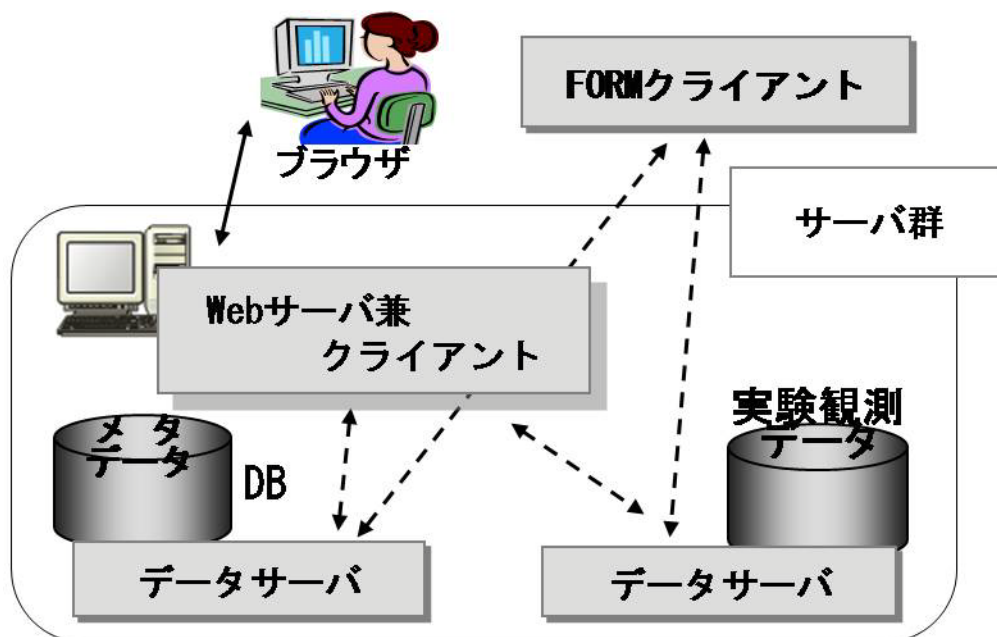 FORMクライアント
ブラウザ
サーバ群
Webサーバ兼
クライアント
メタ
データ
DB
実験観測
データ
データサーバ
データサーバ